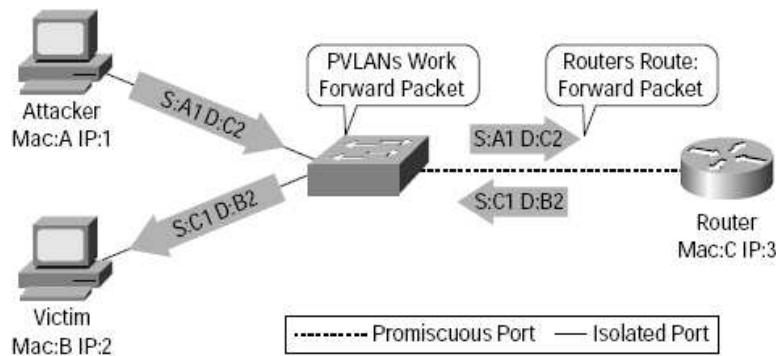 PVLANs Work
Forward Packet
Routers Route:
Forward Packet
Attacker
Mac:A IP:1
S:A1 D:C2
S:A1 D:C2
S:C1 D:B2
S:C1 D:B2
Router
Mac:C IP:3
Victim
Mac:B IP:2
Promiscuous Port
Isolated Port